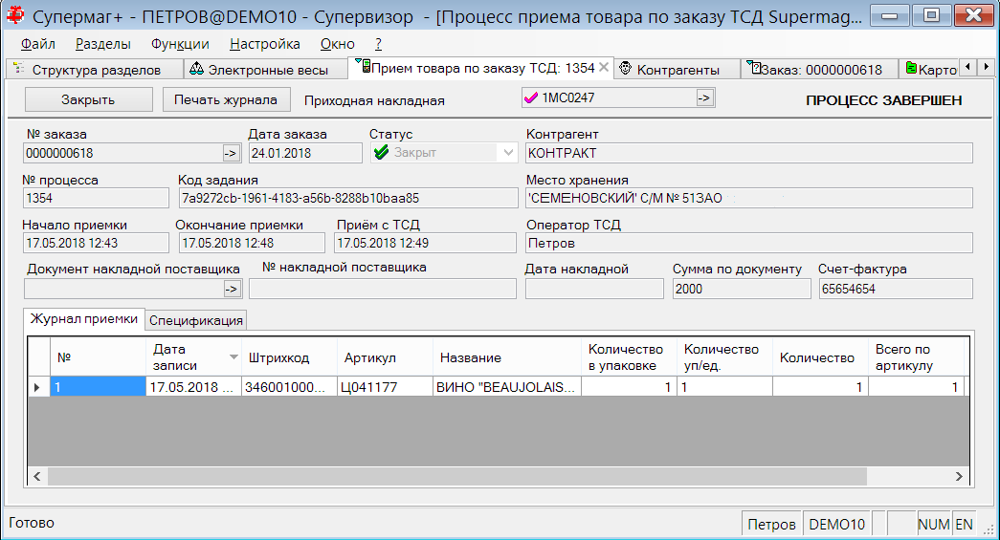 Супермаг+ - ПЕТРОВ@DEMO10 - Супервизор - [Процесс приема товара по заказу ТСД Supermag...
Файл Разделы Функции Настройка Окно ?
Структура разделов Электронные весы Прием товара по заказу ТСД: 1354 Контрагенты Заказ: 0000000618 Карто
Закрыть Печать журнала Приходная накладная 1МС0247 -> ПРОЦЕСС ЗАВЕРШЕН
№ заказа Дата заказа Статус Контрагент
0000000618 -> 24.01.2018 Закрыт КОНТРАКТ
№ процесса Код задания Место хранения
1354 7a9272cb-1961-4183-a56b-8288b10baa85 'СЕМЕНОВСКИЙ' С/М № 51ЗАО
Начало приемки Окончание приемки Приём с ТСД Оператор ТСД
17.05.2018 12:43 17.05.2018 12:48 17.05.2018 12:49 Петров
Документ накладной поставщика № накладной поставщика Дата накладной Сумма по документу Счет-фактура
-> 2000 65654654
Журнал приемки Спецификация
№ Дата записи Штрихкод Артикул Название Количество в упаковке Количество уп/ед. Количество Всего по артикулу
1 17.05.2018 ... 346001000... Ц041177 ВИНО "BEAUJOLAIS... 1 1 1 1
Готово Петров DEMO10 NUM EN